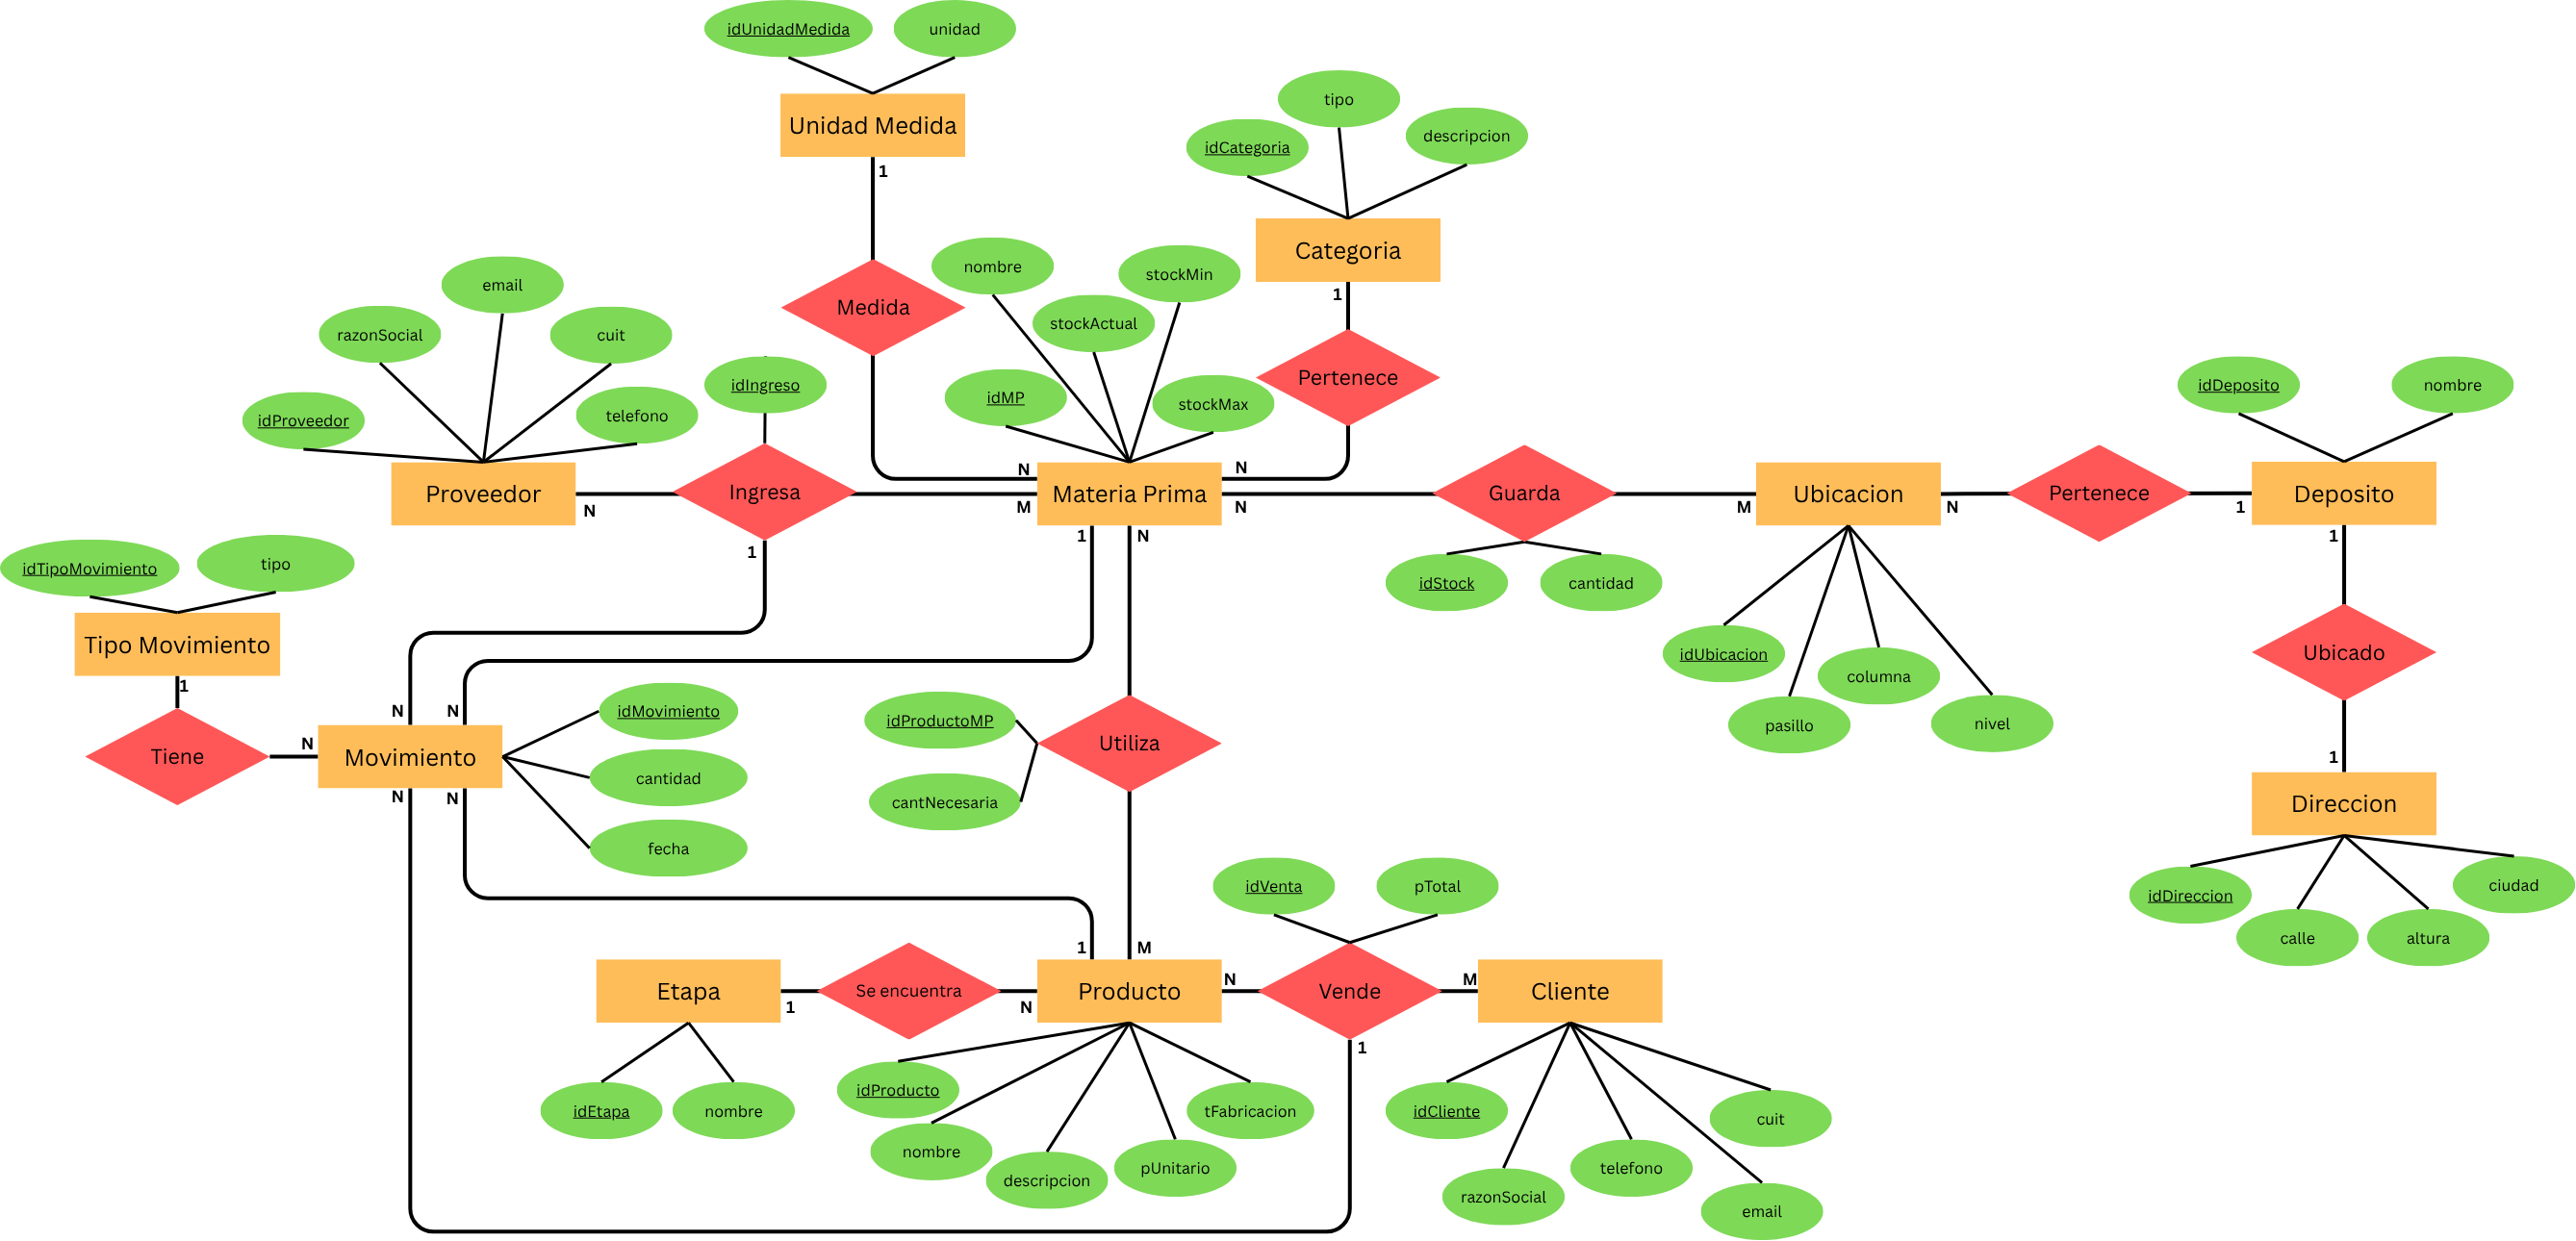 idUnidadMedida
unidad
Unidad Medida
1
tipo
idCategoria
descripcion
Categoria
1
nombre
stockMin
stockActual
Medida
Pertenece
email
razonSocial
cuit
idIngreso
idProveedor
telefono
idMP
stockMax
idDeposito
nombre
Proveedor
N
Ingresa
N
M
Materia Prima
N
N
Guarda
M
Ubicacion
N
Pertenece
1
Deposito
1
1
N
1
idTipoMovimiento
tipo
idStock
cantidad
Tipo Movimiento
1
idUbicacion
columna
pasillo
nivel
Ubicado
1
N
N
idMovimiento
Tiene
N
Movimiento
cantidad
fecha
N
N
idProductoMP
cantNecesaria
Utiliza
Direccion
idDireccion
calle
altura
ciudad
idVenta
pTotal
1
M
Etapa
1
Se encuentra
N
Producto
N
Vende
M
Cliente
1
idEtapa
nombre
idProducto
nombre
descripcion
pUnitario
tFabricacion
idCliente
razonSocial
telefono
email
cuit